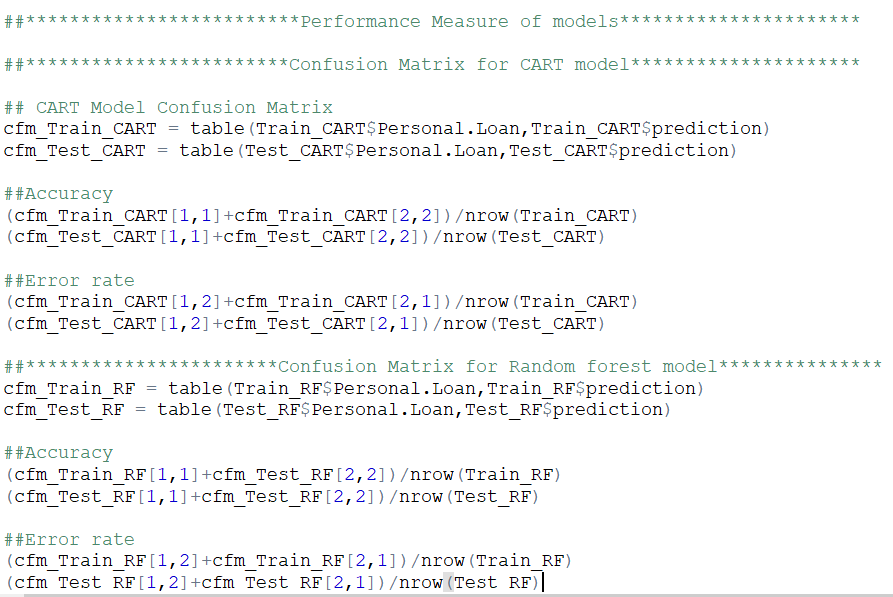 ##*************************Performance Measure of models**********************
##************************Confusion Matrix for CART model*********************
## CART Model Confusion Matrix
cfm_Train_CART = table(Train_CART$Personal.Loan,Train_CART$prediction)
cfm_Test_CART = table(Test_CART$Personal.Loan,Test_CART$prediction)
##Accuracy
(cfm_Train_CART[1,1]+cfm_Train_CART[2,2])/nrow(Train_CART)
(cfm_Test_CART[1,1]+cfm_Test_CART[2,2])/nrow(Test_CART)
##Error rate
(cfm_Train_CART[1,2]+cfm_Train_CART[2,1])/nrow(Train_CART)
(cfm_Test_CART[1,2]+cfm_Test_CART[2,1])/nrow(Test_CART)
##***********************Confusion Matrix for Random forest model***************
cfm_Train_RF = table(Train_RF$Personal.Loan,Train_RF$prediction)
cfm_Test_RF = table(Test_RF$Personal.Loan,Test_RF$prediction)
##Accuracy
(cfm_Train_RF[1,1]+cfm_Test_RF[2,2])/nrow(Train_RF)
(cfm_Test_RF[1,1]+cfm_Test_RF[2,2])/nrow(Test_RF)
##Error rate
(cfm_Train_RF[1,2]+cfm_Train_RF[2,1])/nrow(Train_RF)
(cfm_Test_RF[1,2]+cfm_Test_RF[2,1])/nrow(Test_RF)